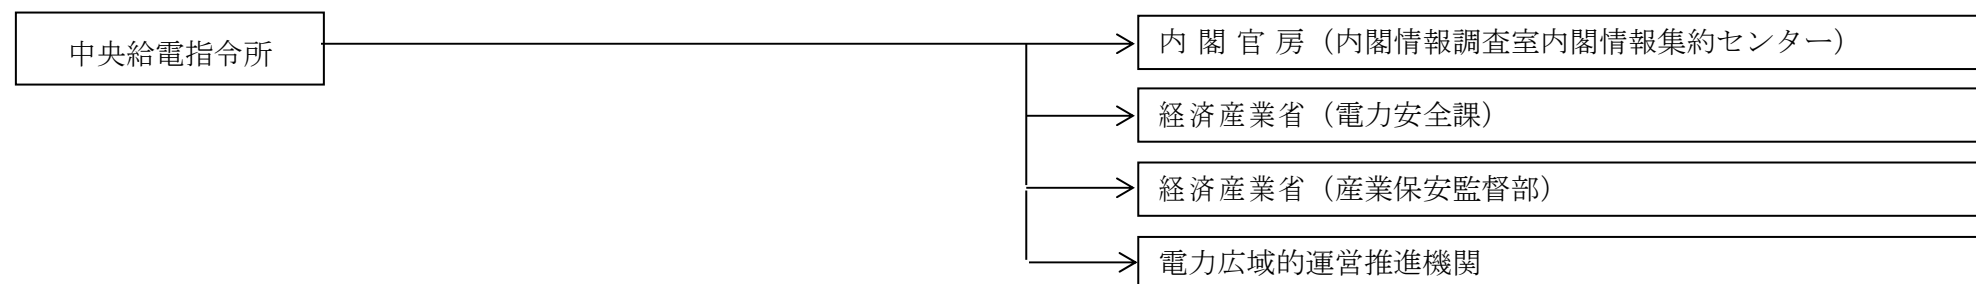 中央給電指令所
内 閣 官 房（内閣情報調査室内閣情報集約センター）
経済産業省（電力安全課）
経済産業省（産業保安監督部）
電力広域的運営推進機関